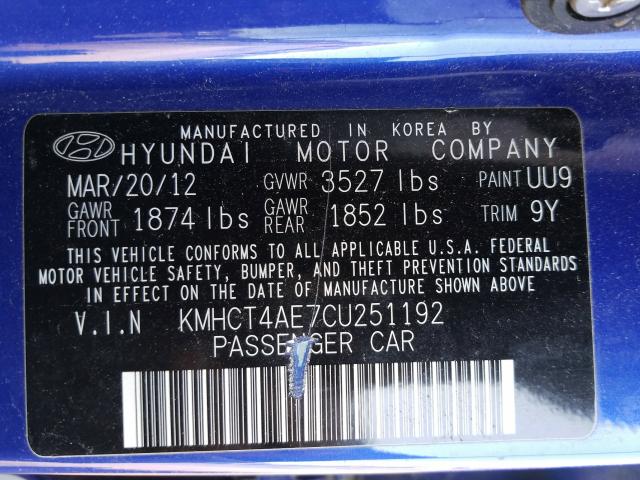 MANUFACTURED IN KOREA BY
HYUNDAI MOTOR COMPANY
MAR/20/12 GVWR 3527 lbs PAINT UU9
GAWR FRONT 1874 lbs GAWR REAR 1852 lbs TRIM 9Y
THIS VEHICLE CONFORMS TO ALL APPLICABLE U.S.A. FEDERAL
MOTOR VEHICLE SAFETY, BUMPER, AND THEFT PREVENTION STANDARDS
IN EFFECT ON THE DATE OF MANUFACTURE SHOWN ABOVE
V.I.N KMHCT4AE7CU251192
PASSENGER CAR